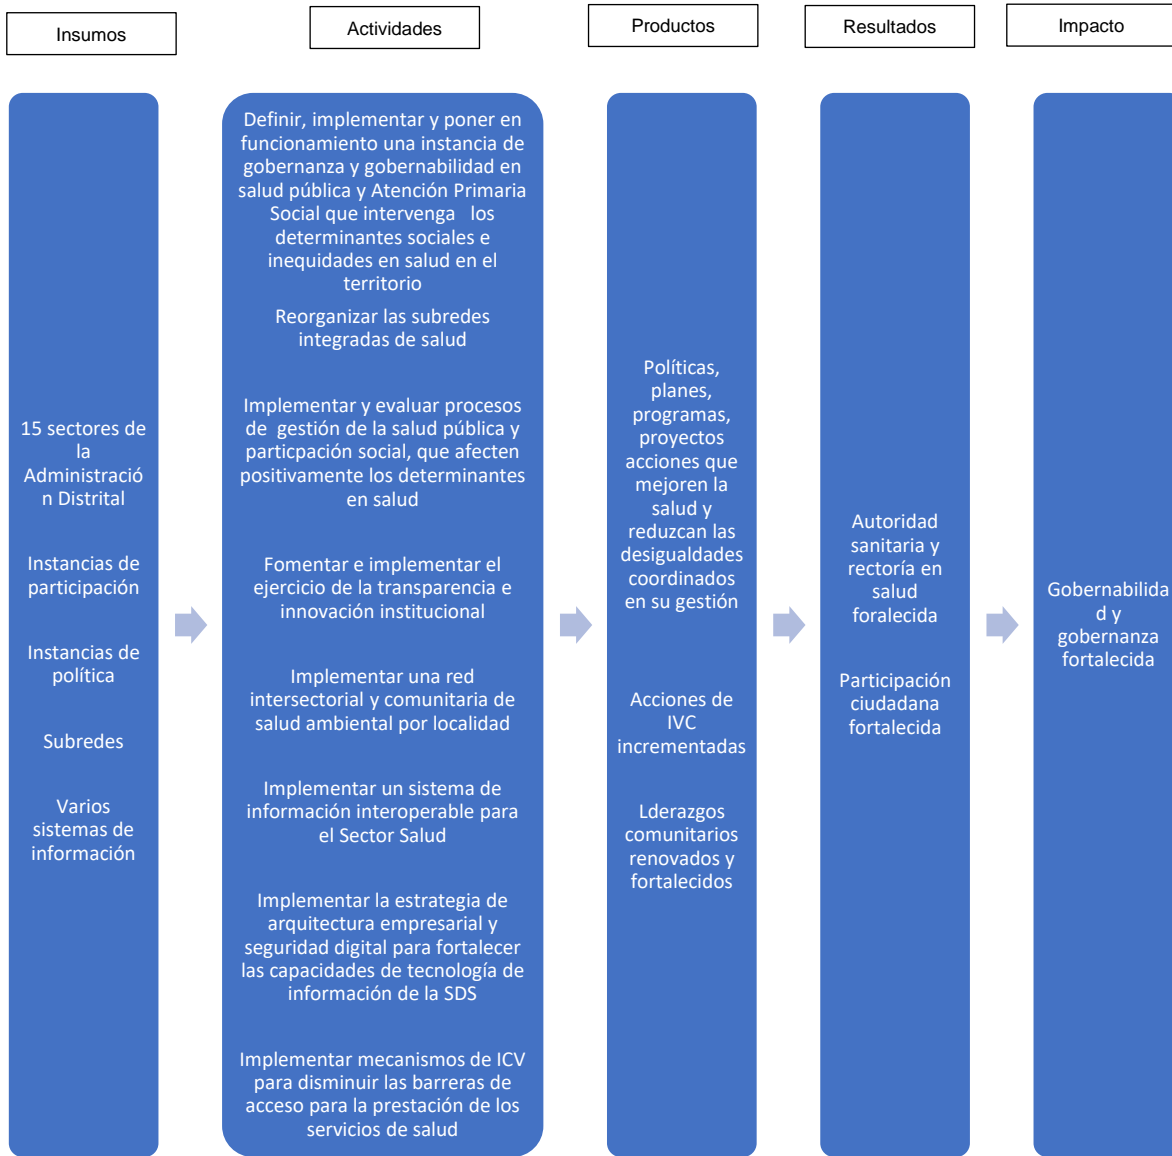 Insumos
Actividades
Productos
Resultados
Impacto
15 sectores de
la
Administració
n Distrital
Instancias de
participación
Instancias de
política
Subredes
Varios
sistemas de
información
Definir, implementar y poner en
funcionamiento una instancia de
gobernanza y gobernabilidad en
salud pública y Atención Primaria
Social que intervenga los
determinantes sociales e
inequidades en salud en el
territorio
Reorganizar las subredes
integradas de salud
Implementar y evaluar procesos
de gestión de la salud pública y
particpación social, que afecten
positivamente los determinantes
en salud
Fomentar e implementar el
ejercicio de la transparencia e
innovación institucional
Implementar una red
intersectorial y comunitaria de
salud ambiental por localidad
Implementar un sistema de
información interoperable para
el Sector Salud
Implementar la estrategia de
arquitectura empresarial y
seguridad digital para fortalecer
las capacidades de tecnología de
información de la SDS
Implementar mecanismos de ICV
para disminuir las barreras de
acceso para la prestación de los
servicios de salud
Políticas,
planes,
programas,
proyectos
acciones que
mejoren la
salud y
reduzcan las
desigualdades
coordinados
en su gestión
Acciones de
IVC
incrementadas
Lderazgos
comunitarios
renovados y
fortalecidos
Autoridad
sanitaria y
rectoría en
salud
foralecida
Participación
ciudadana
fortalecida
Gobernabilida
d y
gobernanza
fortalecida